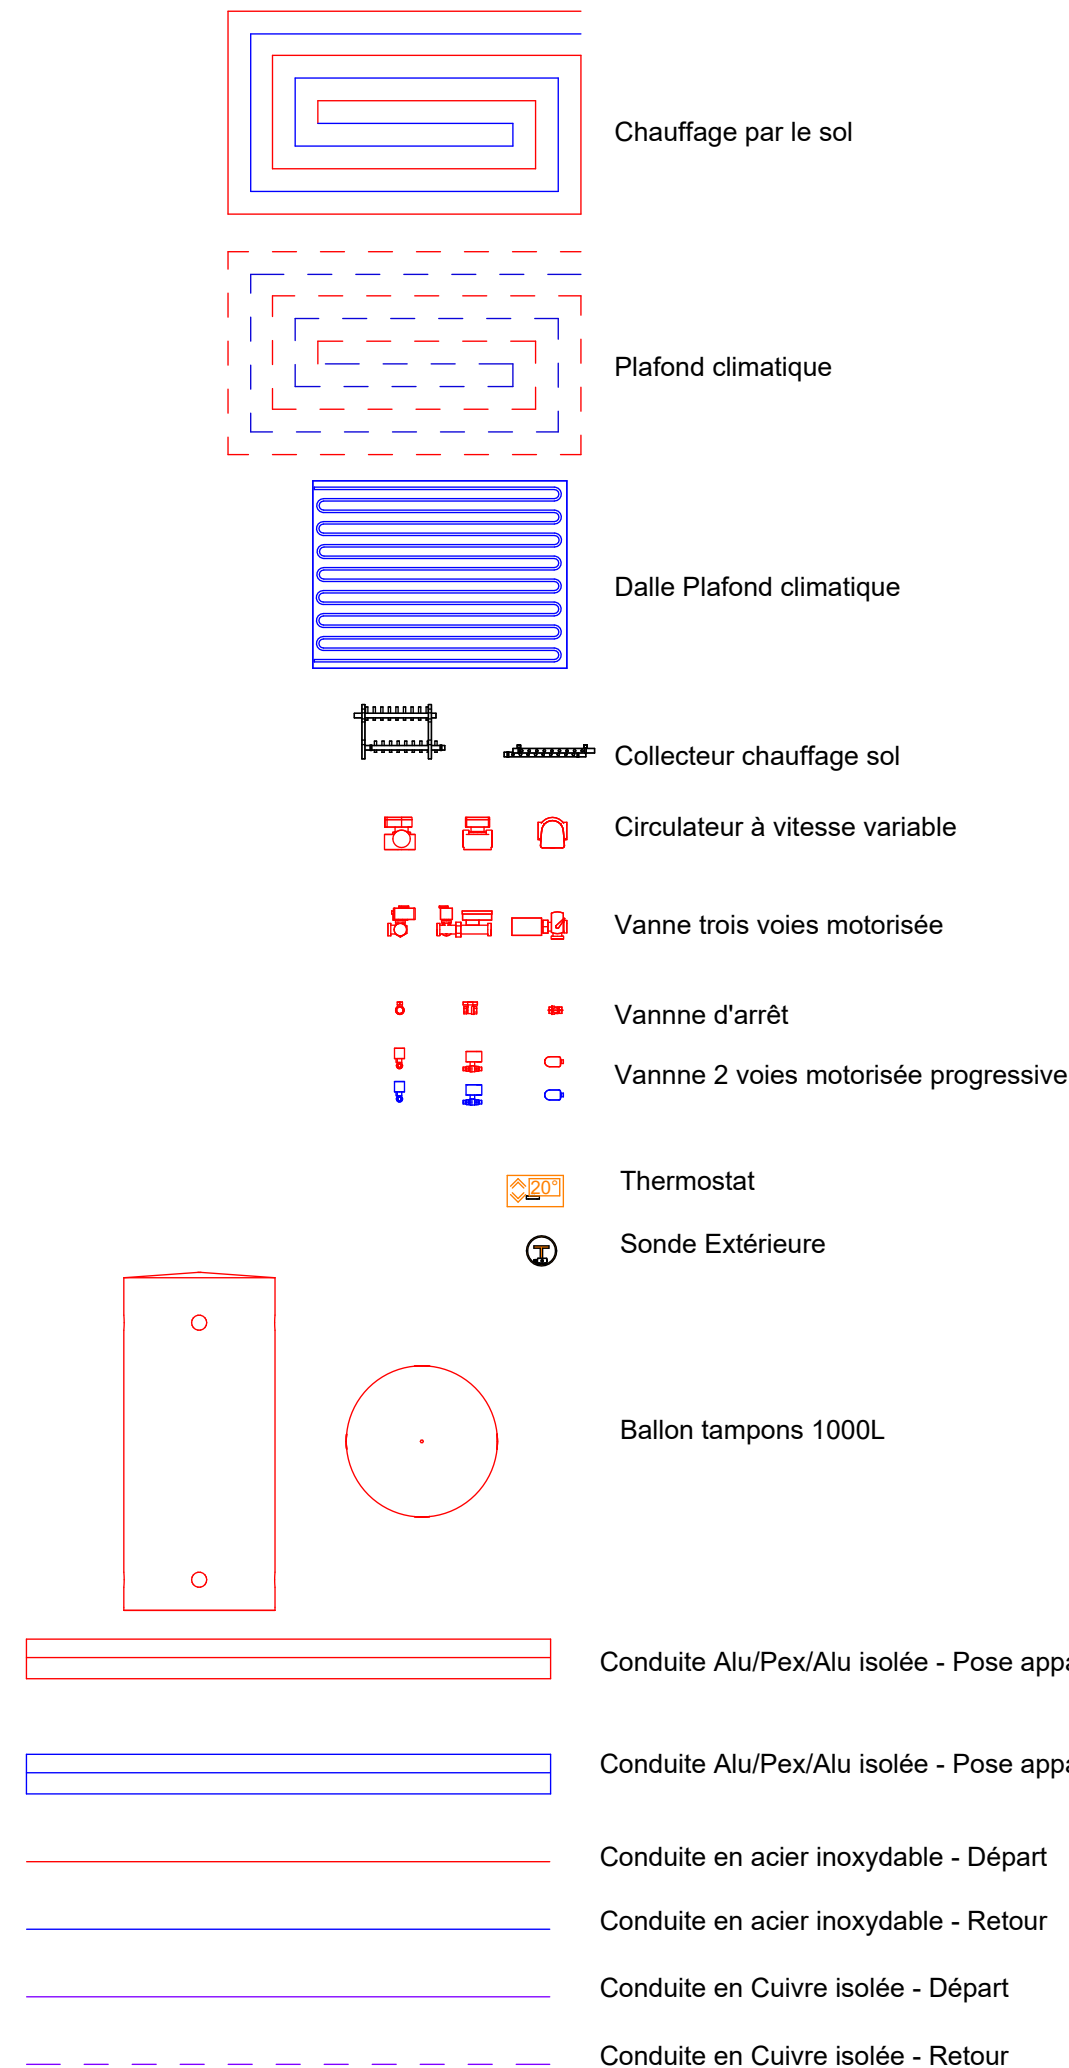 Chauffage par le sol
Plafond climatique
Dalle Plafond climatique
Collecteur chauffage sol
Circulateur à vitesse variable
Vanne trois voies motorisée
Vannne d'arrêt
Vannne 2 voies motorisée progressive
Thermostat
20°
Sonde Extérieure
T
Ballon tampons 1000L
Conduite Alu/Pex/Alu isolée - Pose
Conduite Alu/Pex/Alu isolée - Pose
Conduite en acier inoxydable - Départ
Conduite en acier inoxydable - Retour
Conduite en Cuivre isolée - Départ
Conduite en Cuivre isolée - Retour